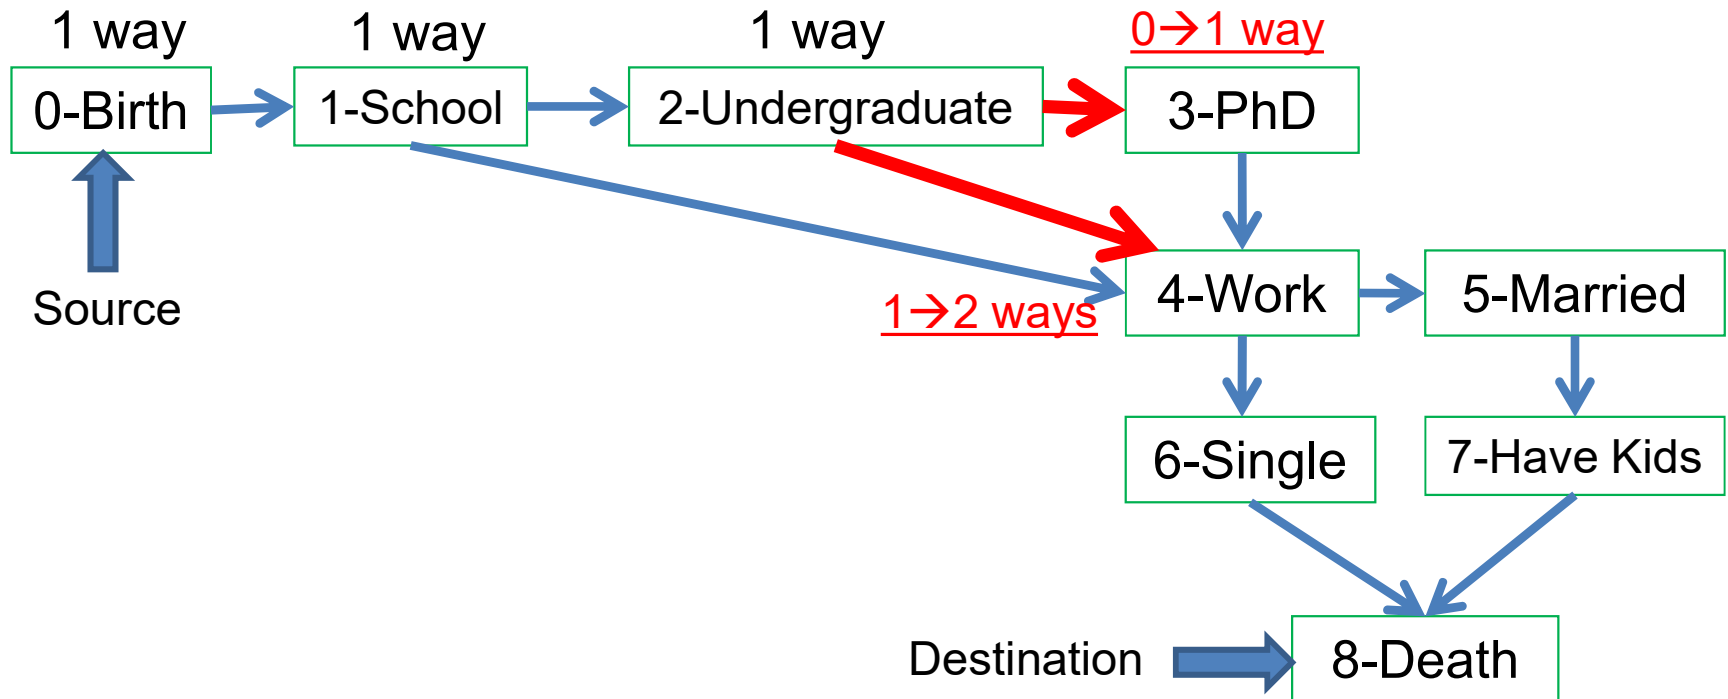 1 way
1 way
1 way
0→1 way
0-Birth
1-School
2-Undergraduate
3-PhD
Source
1→2 ways
4-Work
5-Married
6-Single
7-Have Kids
Destination
8-Death